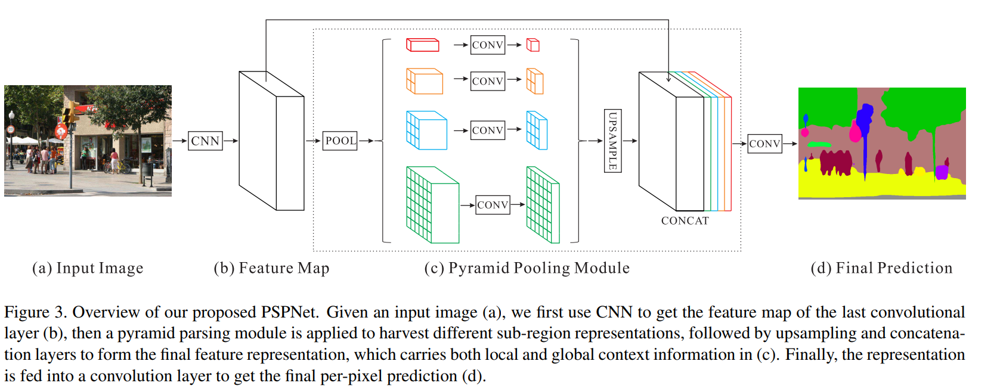 CNN
POOL
CONV
CONV
CONV
CONV
UPSAMPLE
CONCAT
CONV
(a) Input Image
(b) Feature Map
(c) Pyramid Pooling Module
(d) Final Prediction
Figure 3. Overview of our proposed PSPNet. Given an input image (a), we first use CNN to get the feature map of the last convolutional
layer (b), then a pyramid parsing module is applied to harvest different sub-region representations, followed by upsampling and concatena-
tion layers to form the final feature representation, which carries both local and global context information in (c). Finally, the representation
is fed into a convolution layer to get the final per-pixel prediction (d).